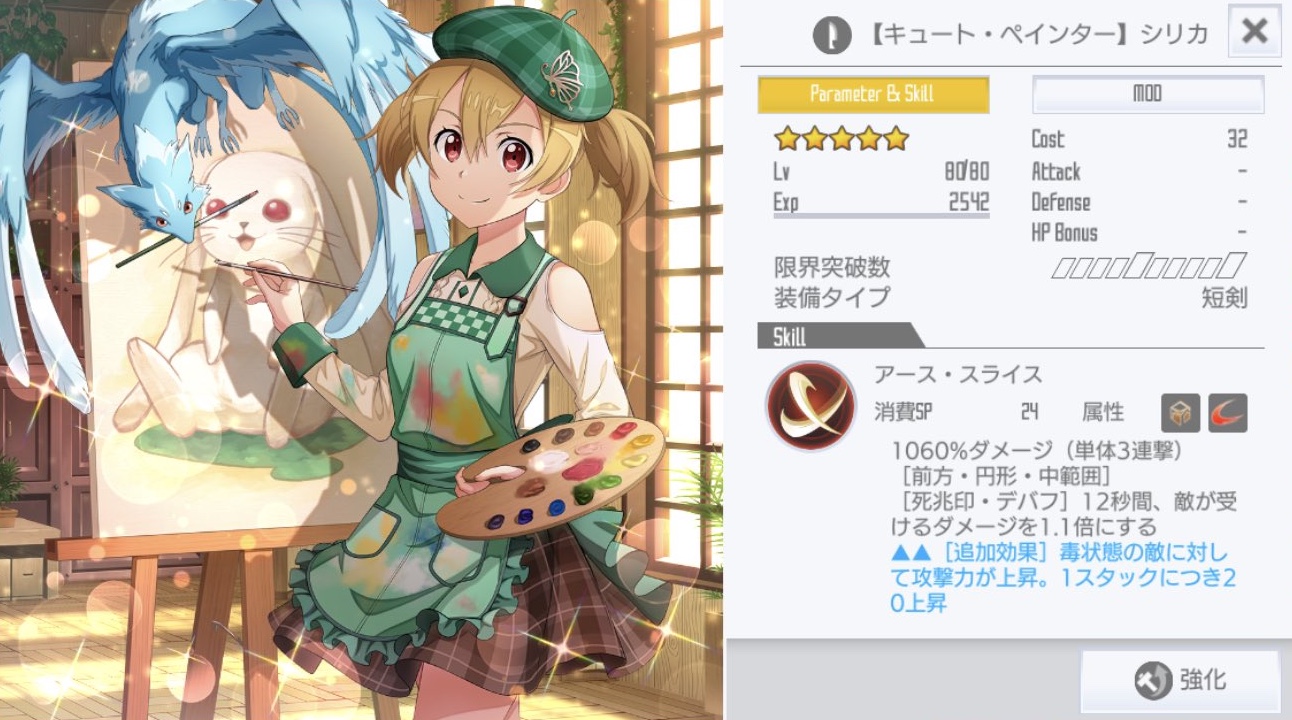 【キュート・ペインター】シリカ
Parameter & Skill
MOD
Lv 80/80
Exp 2542
Cost 32
Attack -
Defense -
HP Bonus -
限界突破数
装備タイプ 短剣
Skill
アース・スライス
消費SP 24 属性
1060%ダメージ（単体3連撃）
［前方・円形・中範囲］
［死兆印・デバフ］12秒間、敵が受
けるダメージを1.1倍にする
▲▲［追加効果］毒状態の敵に対し
て攻撃力が上昇。1スタックにつき2
0上昇
強化